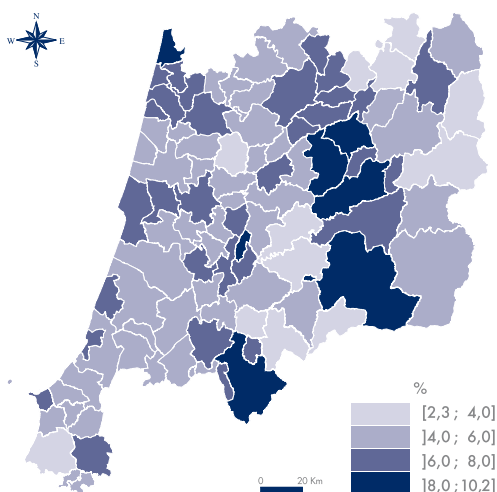 N
W E
S
%
[2,3 ; 4,0]
]4,0 ; 6,0]
]6,0 ; 8,0]
]8,0 ; 10,2]
0 20 Km